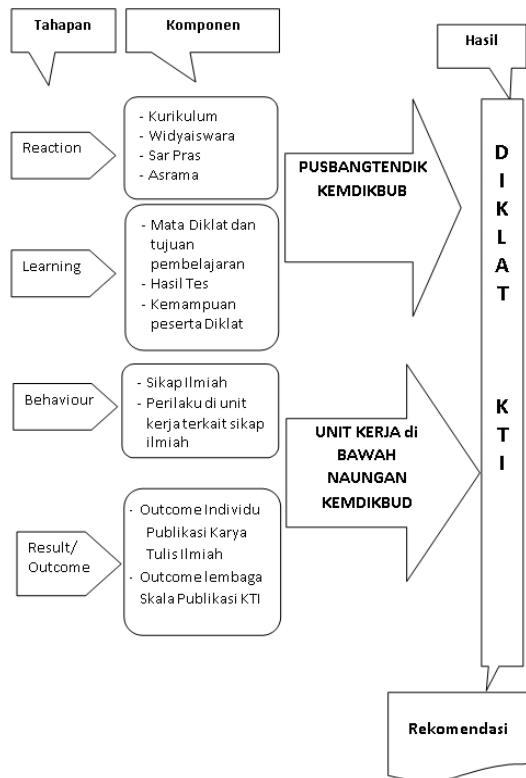 Tahapan
Komponen
Hasil
Reaction
- Kurikulum
- Widyaiswara
- Sar Pras
- Asrama
PUSBANGTENDIK
KEMDIKBUB
Learning
- Mata Diklat dan
tujuan
pembelajaran
- Hasil Tes
- Kemampuan
peserta Diklat
Behaviour
- Sikap Ilmiah
- Perilaku di unit
kerja terkait sikap
ilmiah
UNIT KERJA di
BAWAH
NAUNGAN
KEMDIKBUD
Result/
Outcome
- Outcome Individu
Publikasi Karya
Tulis Ilmiah
- Outcome lembaga
Skala Publikasi KTI
D
I
K
L
A
T
K
T
I
Rekomendasi